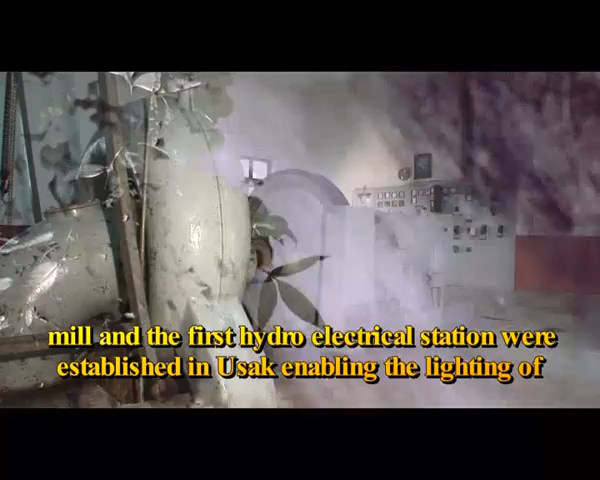 mill and the first hydro electrical station were
established in Usak enabling the lighting of